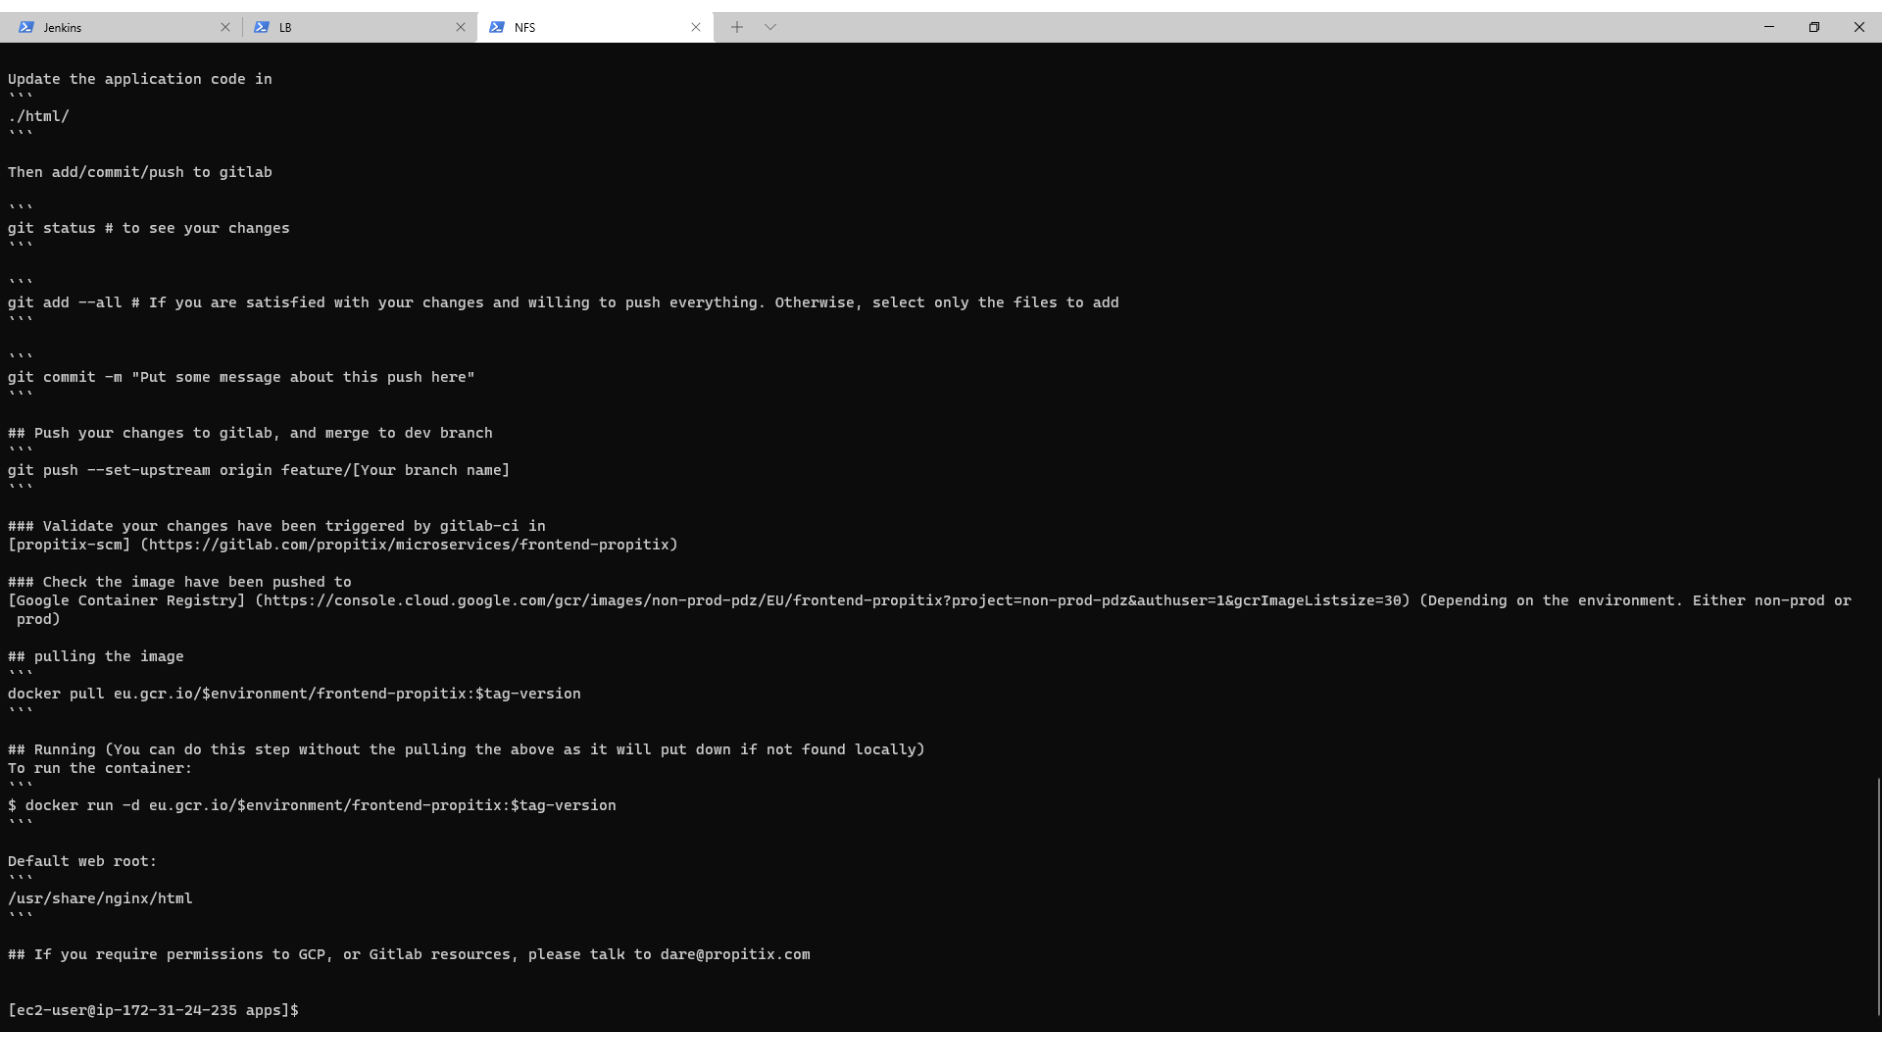 Jenkins
LB
NFS
Update the application code in
```
./html/
```
Then add/commit/push to gitlab
```
git status # to see your changes
```
```
git add --all # If you are satisfied with your changes and willing to push everything. Otherwise, select only the files to add
```
```
git commit -m "Put some message about this push here"
```
## Push your changes to gitlab, and merge to dev branch
```
git push --set-upstream origin feature/[Your branch name]
```
### Validate your changes have been triggered by gitlab-ci in
[propitix-scm] (https://gitlab.com/propitix/microservices/frontend-propitix)
### Check the image have been pushed to
[Google Container Registry] (https://console.cloud.google.com/gcr/images/non-prod-pdz/EU/frontend-propitix?project=non-prod-pdz&authuser=1&gcrImageListsize=30) (Depending on the environment. Either non-prod or
prod)
## pulling the image
```
docker pull eu.gcr.io/$environment/frontend-propitix:$tag-version
```
## Running (You can do this step without the pulling the above as it will put down if not found locally)
To run the container:
```
$ docker run -d eu.gcr.io/$environment/frontend-propitix:$tag-version
```
Default web root:
```
/usr/share/nginx/html
```
## If you require permissions to GCP, or Gitlab resources, please talk to dare@propitix.com
[ec2-user@ip-172-31-24-235 apps]$